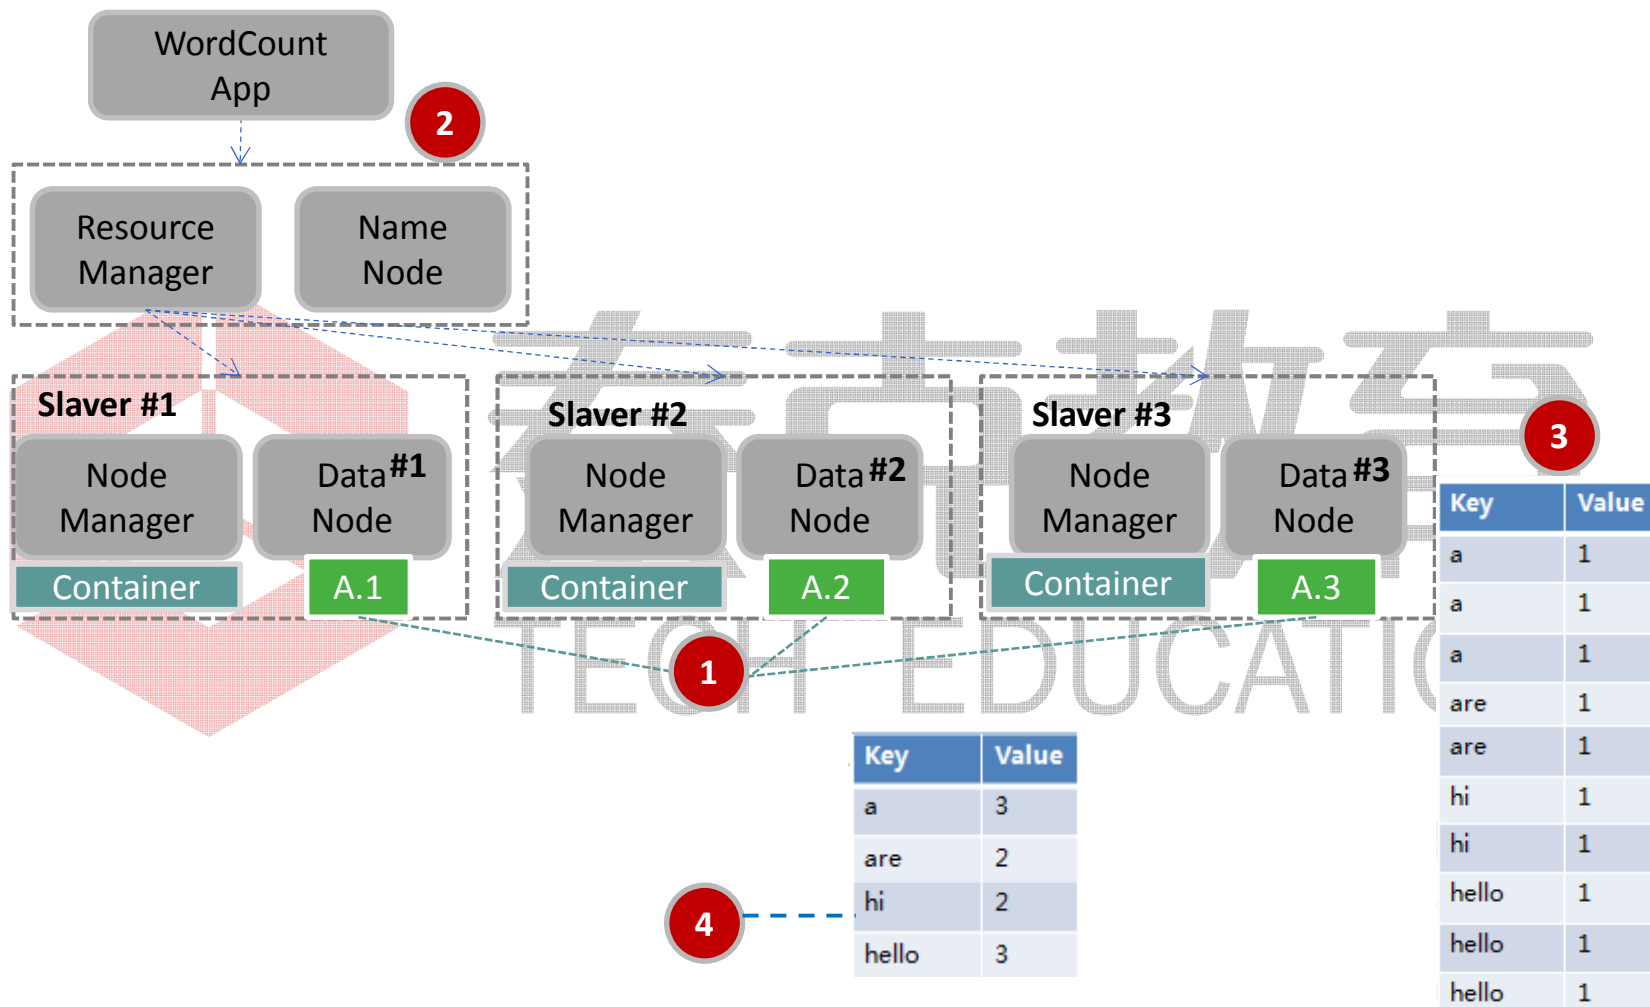 WordCount
App
2
Resource
Manager
Name
Node
Slaver #1
Node
Manager
Data #1
Node
Container
A.1
Slaver #2
Node
Manager
Data #2
Node
Container
A.2
Slaver #3
Node
Manager
Data #3
Node
Container
A.3
1
TECH EDUCATIO
3
Key Value
a 1
a 1
a 1
are 1
are 1
hi 1
hi 1
hello 1
hello 1
hello 1
4
Key Value
a 3
are 2
hi 2
hello 3